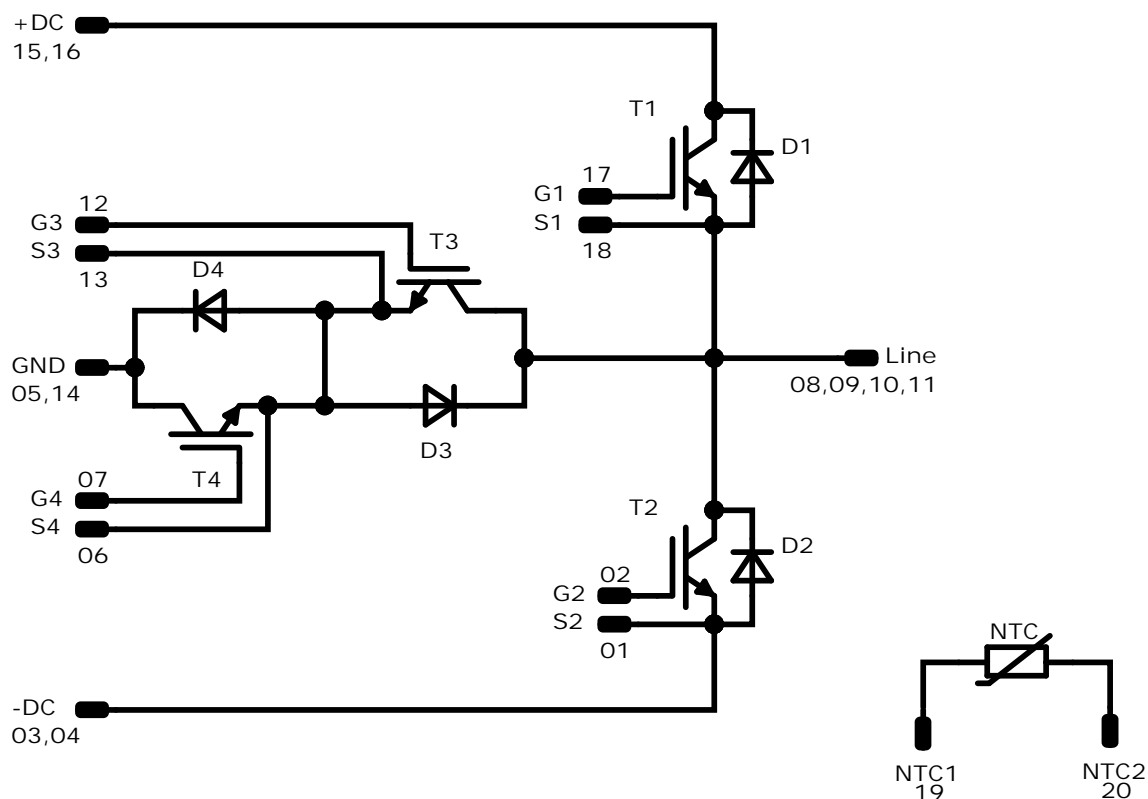 +DC
15,16
T1
D1
17
G1
S1
18
12
G3
S3
13
T3
D4
GND
05,14
Line
08,09,10,11
D3
07
T4
G4
S4
06
T2
D2
02
G2
S2
01
NTC
-DC
03,04
NTC1
19
NTC2
20